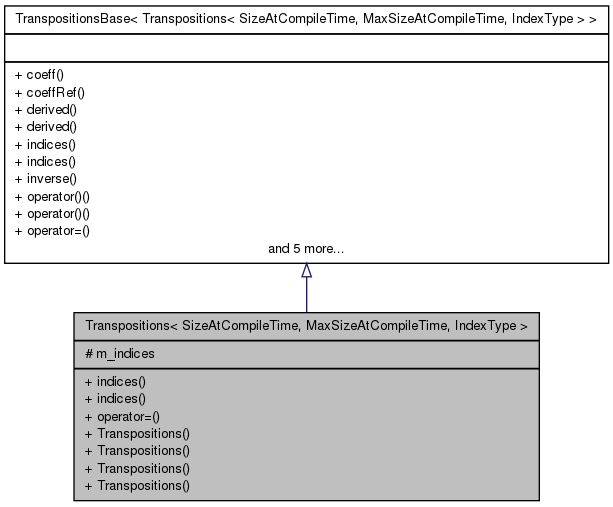 TranspositionsBase< Transpositions< SizeAtCompileTime, MaxSizeAtCompileTime, IndexType > >
+ coeff()
+ coeffRef()
+ derived()
+ derived()
+ indices()
+ indices()
+ inverse()
+ operator()()
+ operator()()
+ operator=()
and 5 more...
Transpositions< SizeAtCompileTime, MaxSizeAtCompileTime, IndexType >
# m_indices
+ indices()
+ indices()
+ operator=()
+ Transpositions()
+ Transpositions()
+ Transpositions()
+ Transpositions()